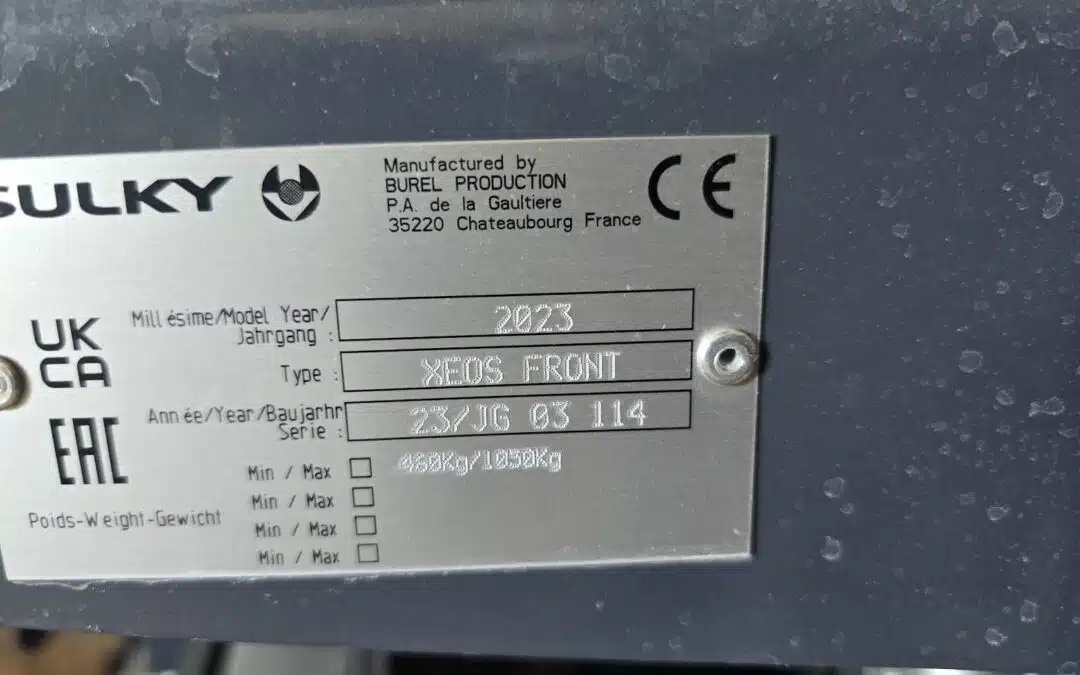 SULKY
Manufactured by
BUREL PRODUCTION
P.A. de la Gaultiere
35220 Chateaubourg France
CE
UK
CA
EAC
Millésime/Model Year/
Jahrgang :
2023
Type :
XEOS FRONT
Année/Year/Baujarhr
Serie :
23/JG 03 114
Poids-Weight-Gewicht
Min / Max 460Kg/1050Kg
Min / Max
Min / Max
Min / Max